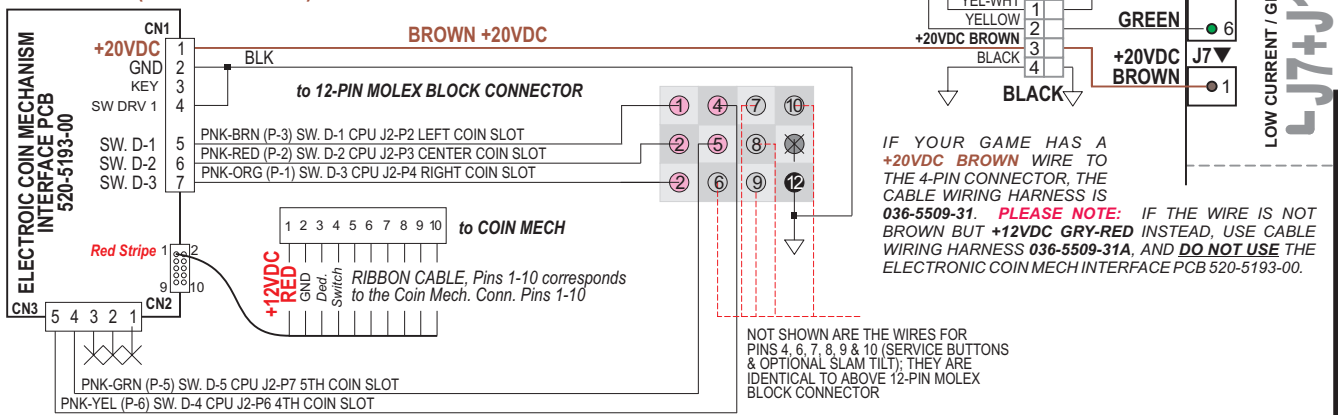 ELECTROIC COIN MECHANISM
INTERFACE PCB
520-5193-00
CN1
+20VDC 1
GND 2
KEY 3
SW DRV 1 4
SW. D-1 5
SW. D-2 6
SW. D-3 7
BROWN +20VDC
BLK
to 12-PIN MOLEX BLOCK CONNECTOR
PNK-BRN (P-3) SW. D-1 CPU J2-P2 LEFT COIN SLOT
PNK-RED (P-2) SW. D-2 CPU J2-P3 CENTER COIN SLOT
PNK-ORG (P-1) SW. D-3 CPU J2-P4 RIGHT COIN SLOT
1 4 7 10
2 5 8
2 6 9 12
YEL-WHT 1
YELLOW 2
+20VDC BROWN 3
BLACK 4
BLACK
GREEN 6
+20VDC
BROWN
J7▼
1
LOW CURRENT / G
J7+J
IF YOUR GAME HAS A
+20VDC BROWN WIRE TO
THE 4-PIN CONNECTOR, THE
CABLE WIRING HARNESS IS
036-5509-31. PLEASE NOTE: IF THE WIRE IS NOT
BROWN BUT +12VDC GRY-RED INSTEAD, USE CABLE
WIRING HARNESS 036-5509-31A, AND DO NOT USE THE
ELECTRONIC COIN MECH INTERFACE PCB 520-5193-00.
Red Stripe 1 2
9 10
CN2
1 2 3 4 5 6 7 8 9 10
to COIN MECH
+12VDC
RED
GND
Ded.
Switch
RIBBON CABLE, Pins 1-10 corresponds
to the Coin Mech. Conn. Pins 1-10
CN3
5 4 3 2 1
PNK-GRN (P-5) SW. D-5 CPU J2-P7 5TH COIN SLOT
PNK-YEL (P-6) SW. D-4 CPU J2-P6 4TH COIN SLOT
NOT SHOWN ARE THE WIRES FOR
PINS 4, 6, 7, 8, 9 & 10 (SERVICE BUTTONS
& OPTIONAL SLAM TILT); THEY ARE
IDENTICAL TO ABOVE 12-PIN MOLEX
BLOCK CONNECTOR